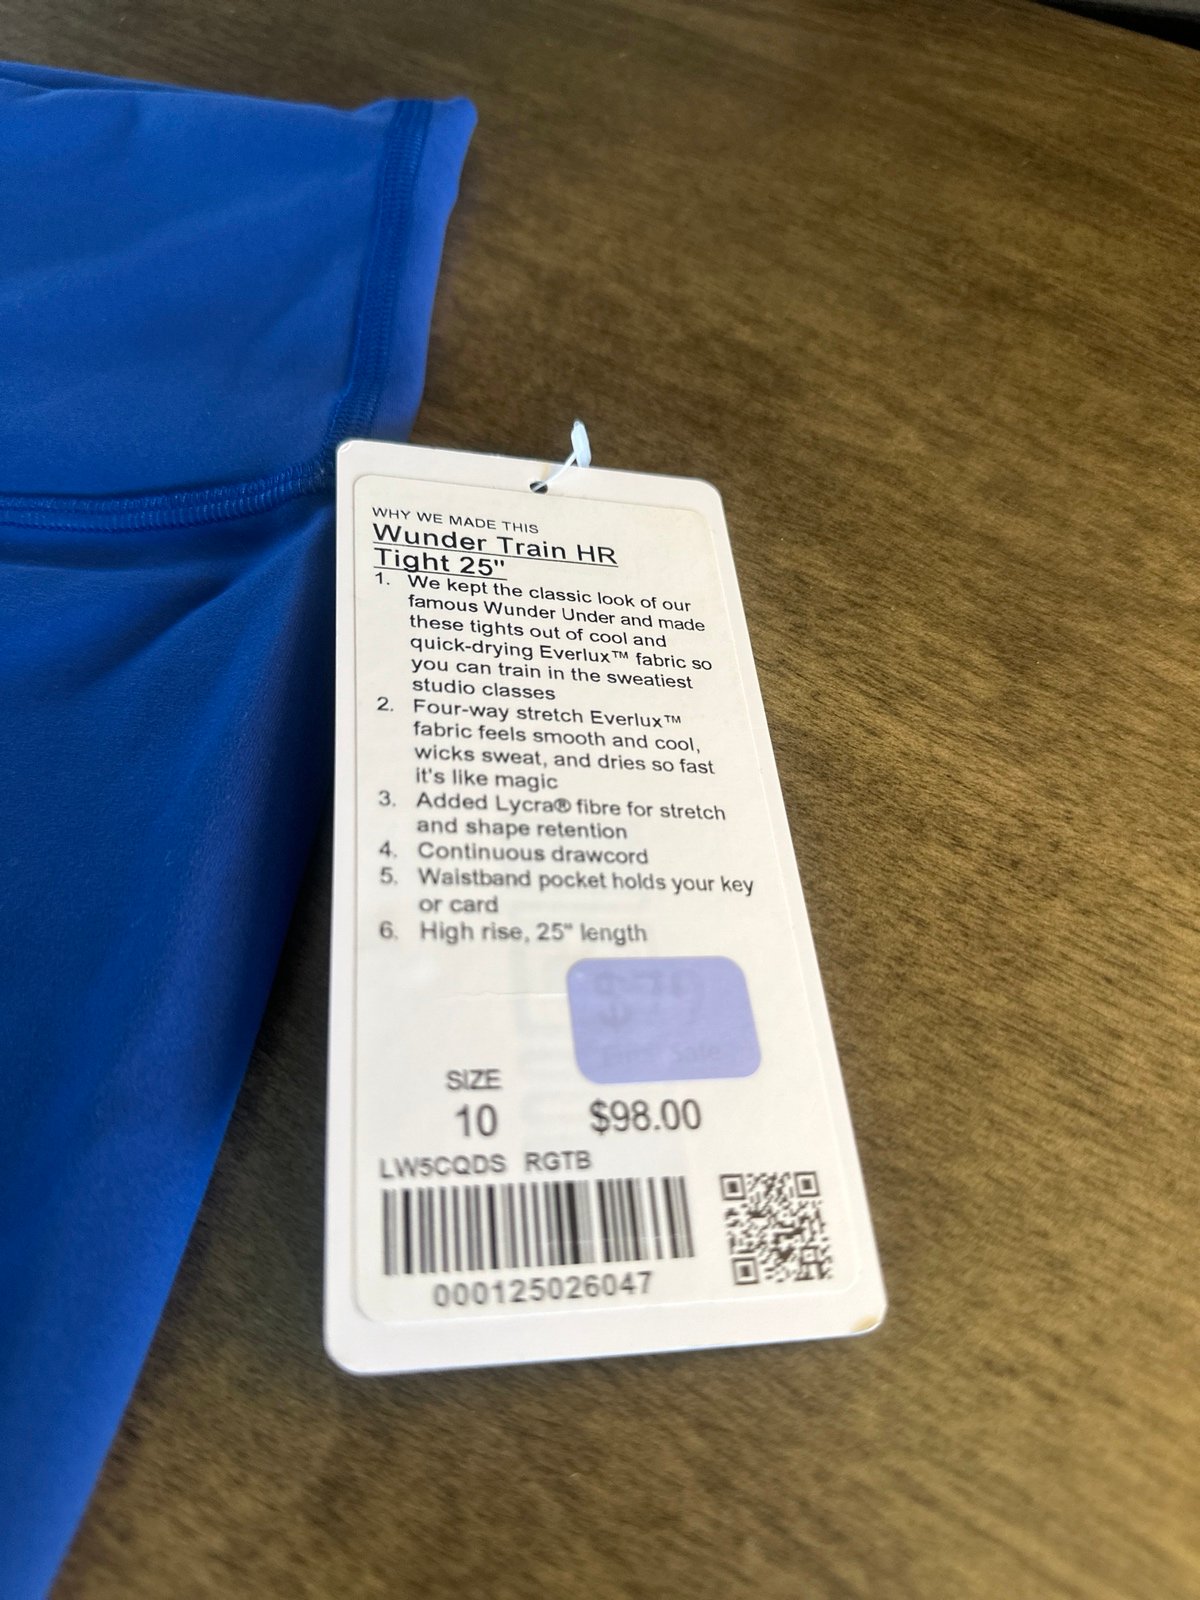 WHY WE MADE THIS
Wunder Train HR
Tight 25"
1. We kept the classic look of our
famous Wunder Under and made
these tights out of cool and
quick-drying Everlux™ fabric so
you can train in the sweatiest
studio classes
2. Four-way stretch Everlux™
fabric feels smooth and cool,
wicks sweat, and dries so fast
it's like magic
3. Added Lycra® fibre for stretch
and shape retention
4. Continuous drawcord
5. Waistband pocket holds your key
or card
6. High rise, 25" length
SIZE
10 $98.00
LW5CQDS RGTB
000125026047